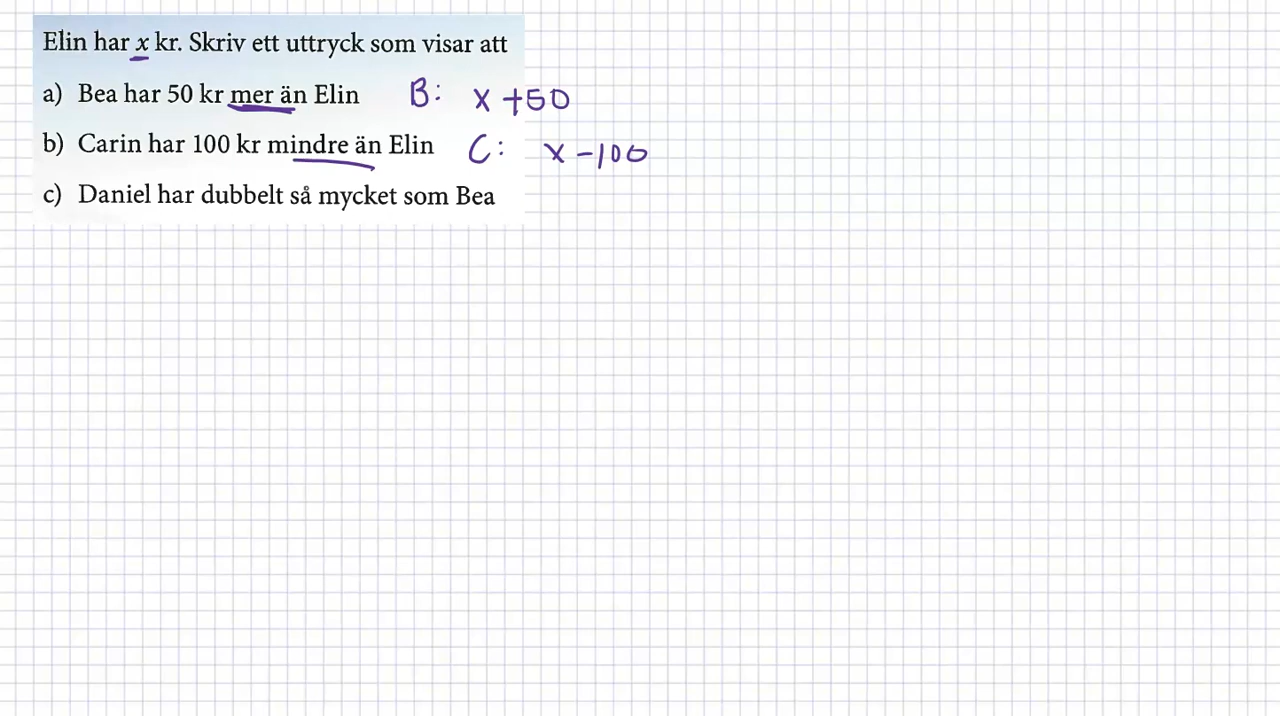 Elin har x kr. Skriv ett uttryck som visar att
a) Bea har 50 kr mer än Elin B: x +50
b) Carin har 100 kr mindre än Elin C: x -100
c) Daniel har dubbelt så mycket som Bea